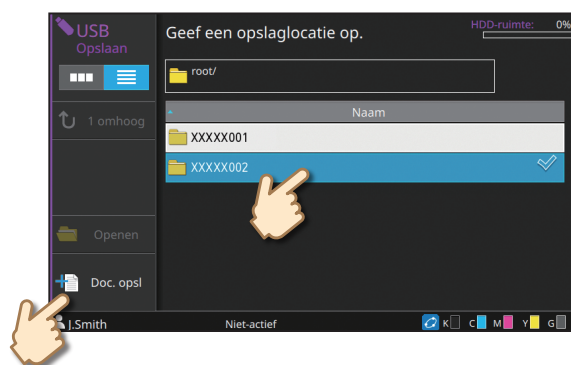 USB
Opslaan
Geef een opslaglocatie op.
HDD-ruimte: 0%
root/
1 omhoog
Naam
XXXXX001
XXXXX002
Openen
Doc. opsl
J.Smith
Niet-actief
K C M Y G